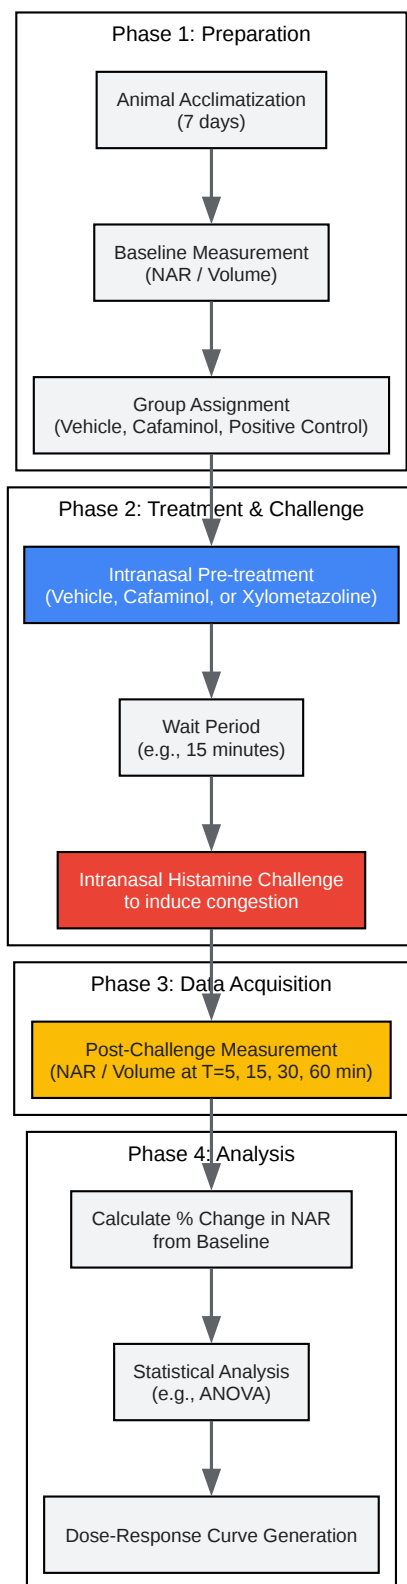 Phase 1: Preparation
Animal Acclimatization
(7 days)
Baseline Measurement
(NAR / Volume)
Group Assignment
(Vehicle, Cafaminol, Positive Control)
Phase 2: Treatment & Challenge
Intranasal Pre-treatment
(Vehicle, Cafaminol, or Xylometazoline)
Wait Period
(e.g., 15 minutes)
Intranasal Histamine Challenge
to induce congestion
Phase 3: Data Acquisition
Post-Challenge Measurement
(NAR / Volume at T=5, 15, 30, 60 min)
Phase 4: Analysis
Calculate % Change in NAR
from Baseline
Statistical Analysis
(e.g., ANOVA)
Dose-Response Curve Generation